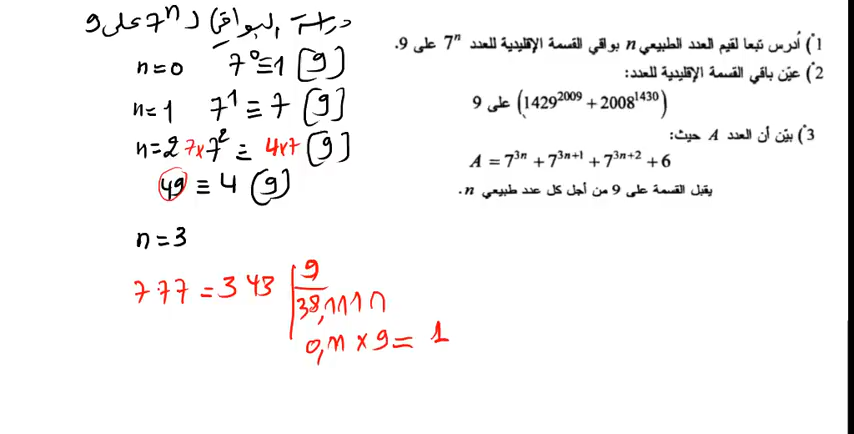 دراسة البواقي لـ 7^n على 9
n=0 7^0 ≡ 1 [9]
n=1 7^1 ≡ 7 [9]
n=2 7×7^2 ≡ 4×7 [9]
49 ≡ 4 [9]
n=3
7·7·7 = 343 | 9
38,1111
0,11 × 9 = 1
1) أدرس تبعا لقيم العدد الطبيعي n بواقي القسمة الإقليدية للعدد 7^n على 9.
2) عيّن باقي القسمة الإقليدية للعدد:
(1429^2009 + 2008^1430) على 9
3) بيّن أن العدد A حيث:
A = 7^{3n} + 7^{3n+1} + 7^{3n+2} + 6
يقبل القسمة على 9 من أجل كل عدد طبيعي n.